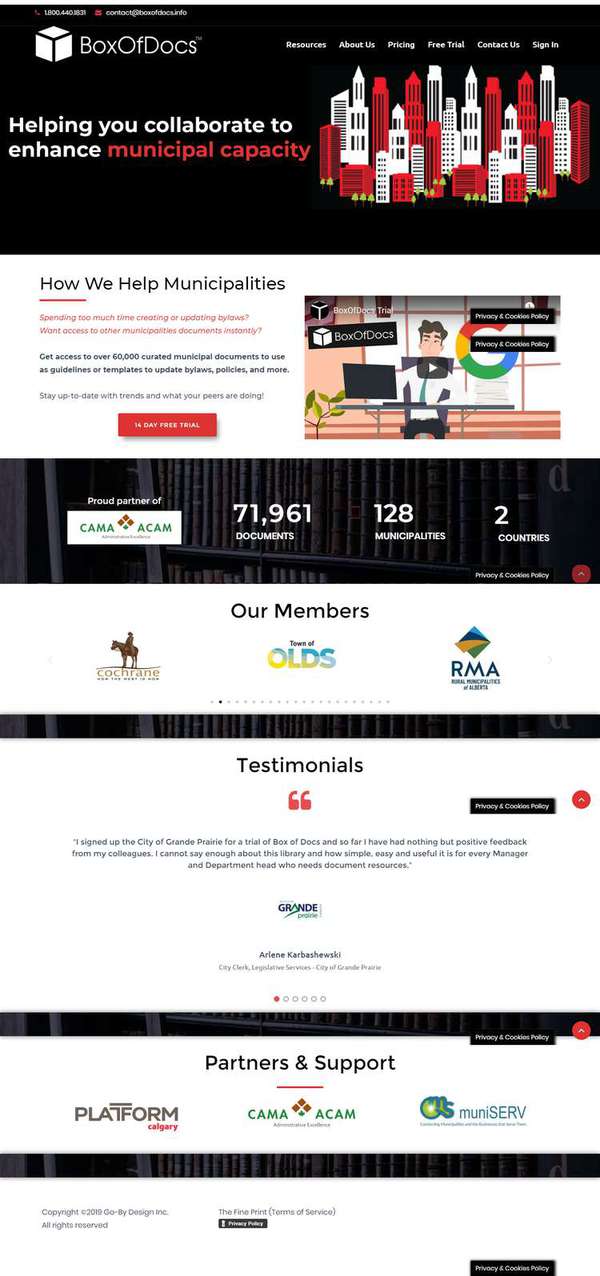 1.800.440.1831 contact@boxofdocs.info
BoxOfDocs™
Resources About Us Pricing Free Trial Contact Us Sign In
Helping you collaborate to
enhance municipal capacity
How We Help Municipalities
Spending too much time creating or updating bylaws?
Want access to other municipalities documents instantly?
Get access to over 60,000 curated municipal documents to use
as guidelines or templates to update bylaws, policies, and more.
Stay up-to-date with trends and what your peers are doing!
14 DAY FREE TRIAL
BoxOfDocs Trial
Privacy & Cookies Policy
BoxOfDocs
Privacy & Cookies Policy
Proud partner of
CAMA ACAM
Administrative Excellence
71,961
DOCUMENTS
128
MUNICIPALITIES
2
COUNTRIES
d
Privacy & Cookies Policy
Our Members
cochrane
HOW THE WEST IS NOW
Town of
OLDS
RMA
RURAL MUNICIPALITIES
of ALBERTA
d
Testimonials
Privacy & Cookies Policy
"I signed up the City of Grande Prairie for a trial of Box of Docs and so far I have had nothing but positive feedback
from my colleagues. I cannot say enough about this library and how simple, easy and useful it is for every Manager
and Department head who needs document resources."
GRANDE
prairie
Arlene Karbashewski
City Clerk, Legislative Services - City of Grande Prairie
Privacy & Cookies Policy
Partners & Support
PLATFORM
calgary
CAMA ACAM
Administrative Excellence
muniSERV
Connecting Municipalities and the Businesses that Serve Them
d
Copyright ©2019 Go-By Design Inc.
All rights reserved
The Fine Print (Terms of Service)
Privacy Policy
Privacy & Cookies Policy